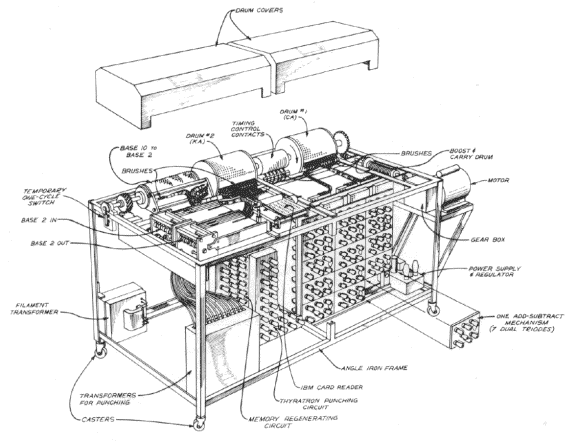 DRUM COVERS
DRUM #2
(KA)
TIMING
CONTROL
CONTACTS
DRUM #1
(CA)
BASE 10 TO
BASE 2
BRUSHES
BRUSHES
BOOST &
CARRY DRUM
MOTOR
TEMPORARY
ONE-CYCLE
SWITCH
BASE 2 IN
BASE 2 OUT
GEAR BOX
POWER SUPPLY
& REGULATOR
FILAMENT
TRANSFORMER
ONE ADD-SUBTRACT
MECHANISM
(7 DUAL TRIODES)
ANGLE IRON FRAME
IBM CARD READER
TRANSFORMERS
FOR PUNCHING
THYRATRON PUNCHING
CIRCUIT
CASTERS
MEMORY REGENERATING
CIRCUIT